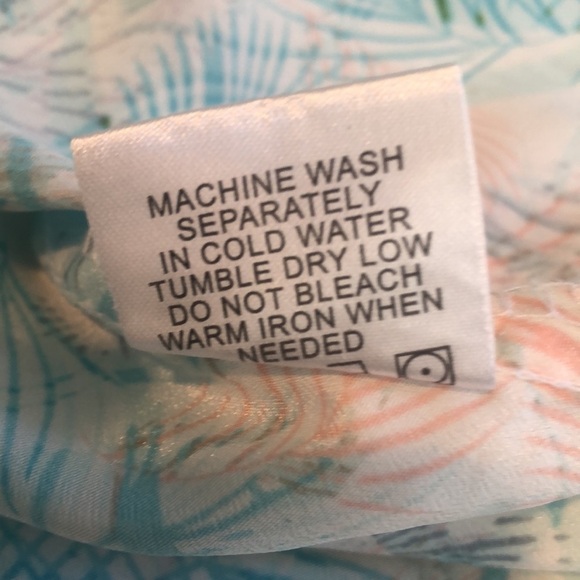 MACHINE WASH
SEPARATELY
IN COLD WATER
TUMBLE DRY LOW
DO NOT BLEACH
WARM IRON WHEN
NEEDED